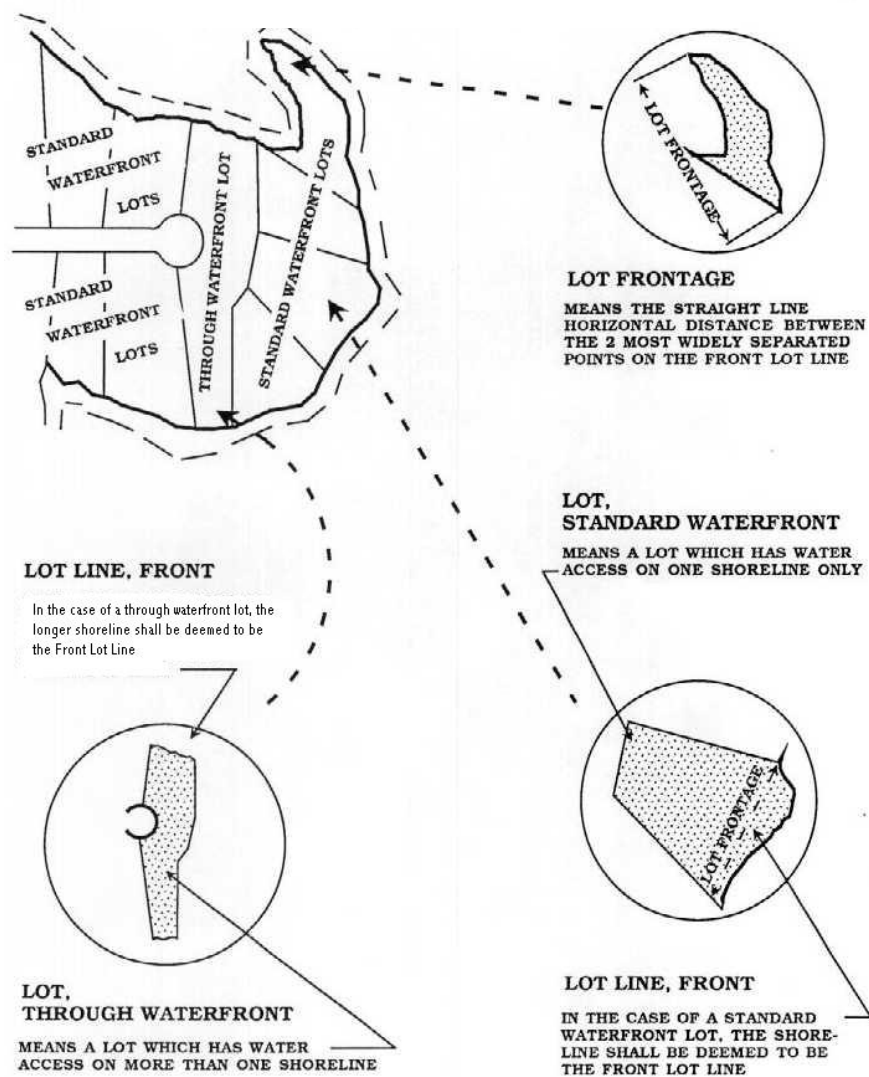 STANDARD
WATERFRONT
LOTS
STANDARD
WATERFRONT
LOTS
THROUGH WATERFRONT LOT
STANDARD WATERFRONT LOTS
LOT FRONTAGE
LOT FRONTAGE
MEANS THE STRAIGHT LINE
HORIZONTAL DISTANCE BETWEEN
THE 2 MOST WIDELY SEPARATED
POINTS ON THE FRONT LOT LINE
LOT,
STANDARD WATERFRONT
MEANS A LOT WHICH HAS WATER
ACCESS ON ONE SHORELINE ONLY
LOT LINE, FRONT
In the case of a through waterfront lot, the
longer shoreline shall be deemed to be
the Front Lot Line
LOT FRONTAGE
LOT,
THROUGH WATERFRONT
MEANS A LOT WHICH HAS WATER
ACCESS ON MORE THAN ONE SHORELINE
LOT LINE, FRONT
IN THE CASE OF A STANDARD
WATERFRONT LOT, THE SHORE-
LINE SHALL BE DEEMED TO BE
THE FRONT LOT LINE